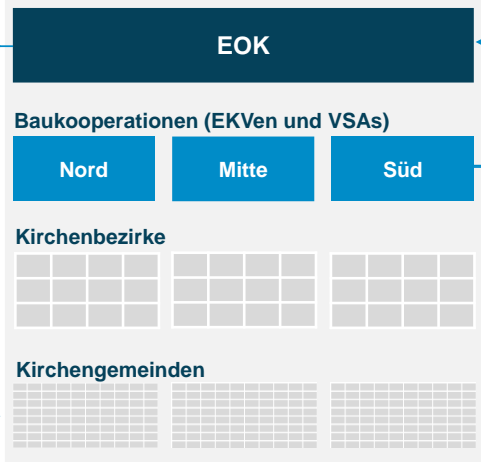 EOK
Baukooperationen (EKVen und VSAs)
Nord Mitte Süd
Kirchenbezirke
Kirchengemeinden